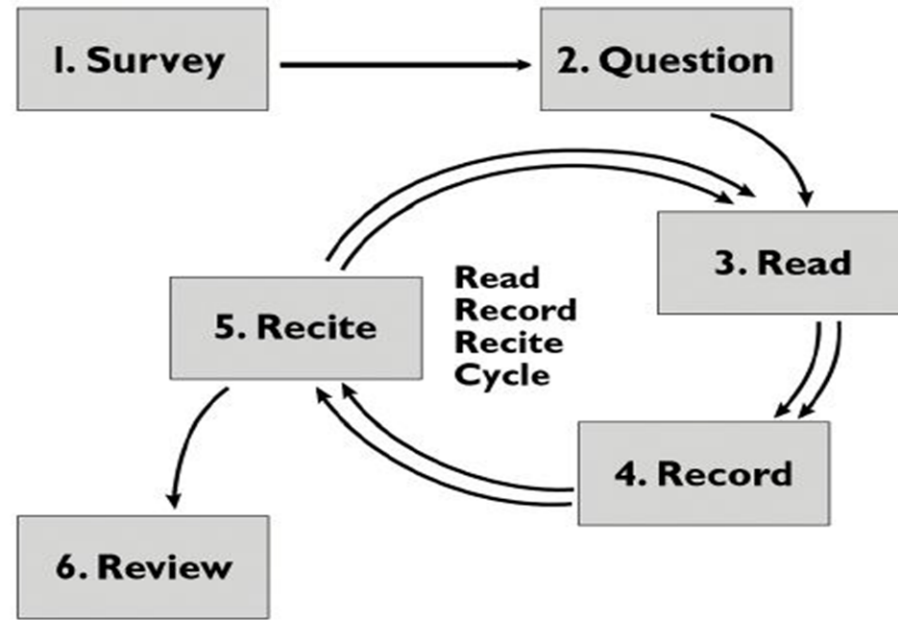 1. Survey
2. Question
3. Read
Read
Record
Recite
Cycle
5. Recite
4. Record
6. Review